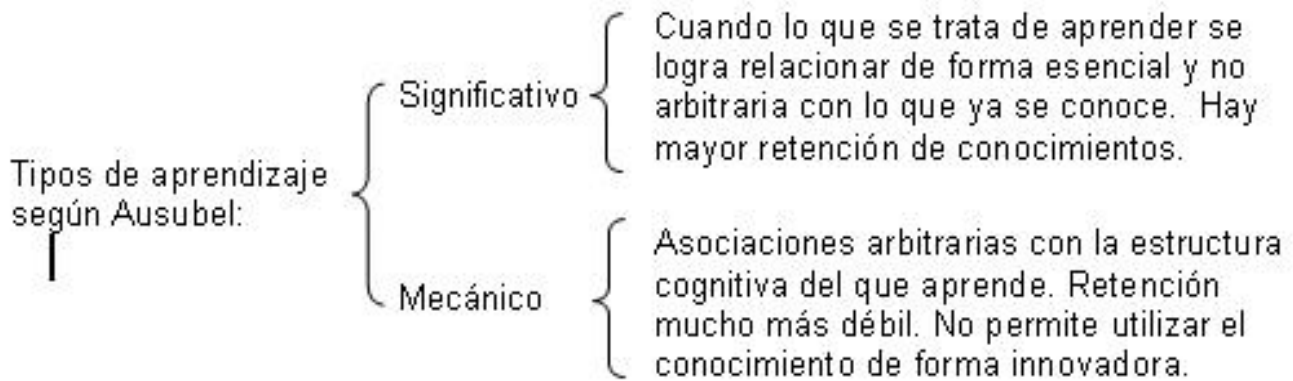 Tipos de aprendizaje
según Ausubel:
Significativo
Cuando lo que se trata de aprender se
logra relacionar de forma esencial y no
arbitraria con lo que ya se conoce.  Hay
mayor retención de conocimientos.
Mecánico
Asociaciones arbitrarias con la estructura
cognitiva del que aprende. Retención
mucho más débil. No permite utilizar el
conocimiento de forma innovadora.